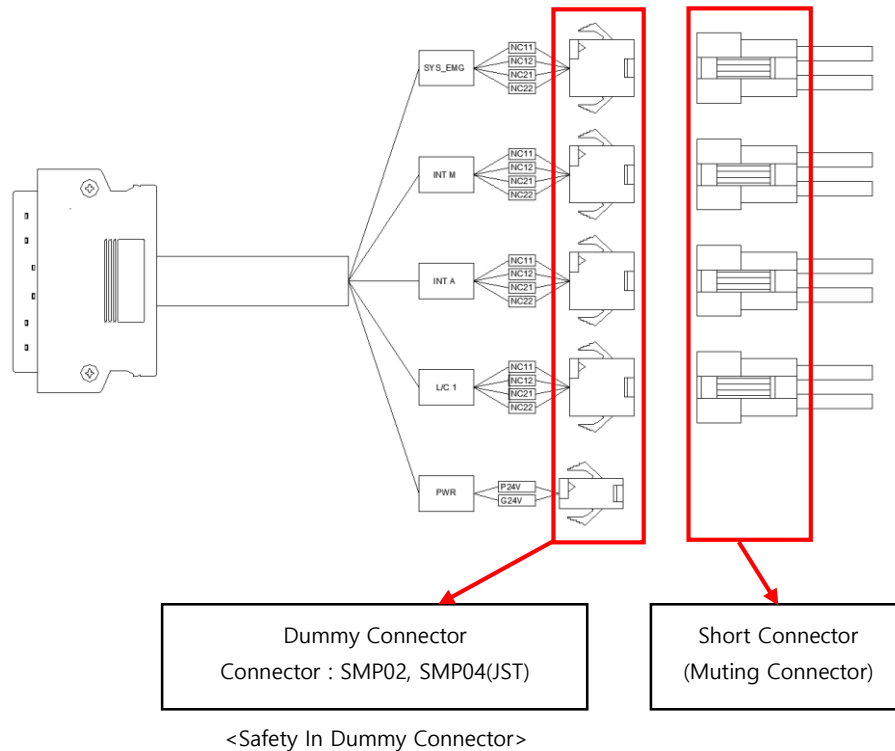 SYS_EMG
NC11
NC12
NC21
NC22
INT M
NC11
NC12
NC21
NC22
INT A
NC11
NC12
NC21
NC22
L/C 1
NC11
NC12
NC21
NC22
PWR
P24V
G24V
Dummy Connector
Connector : SMP02, SMP04(JST)
Short Connector
(Muting Connector)
<Safety In Dummy Connector>